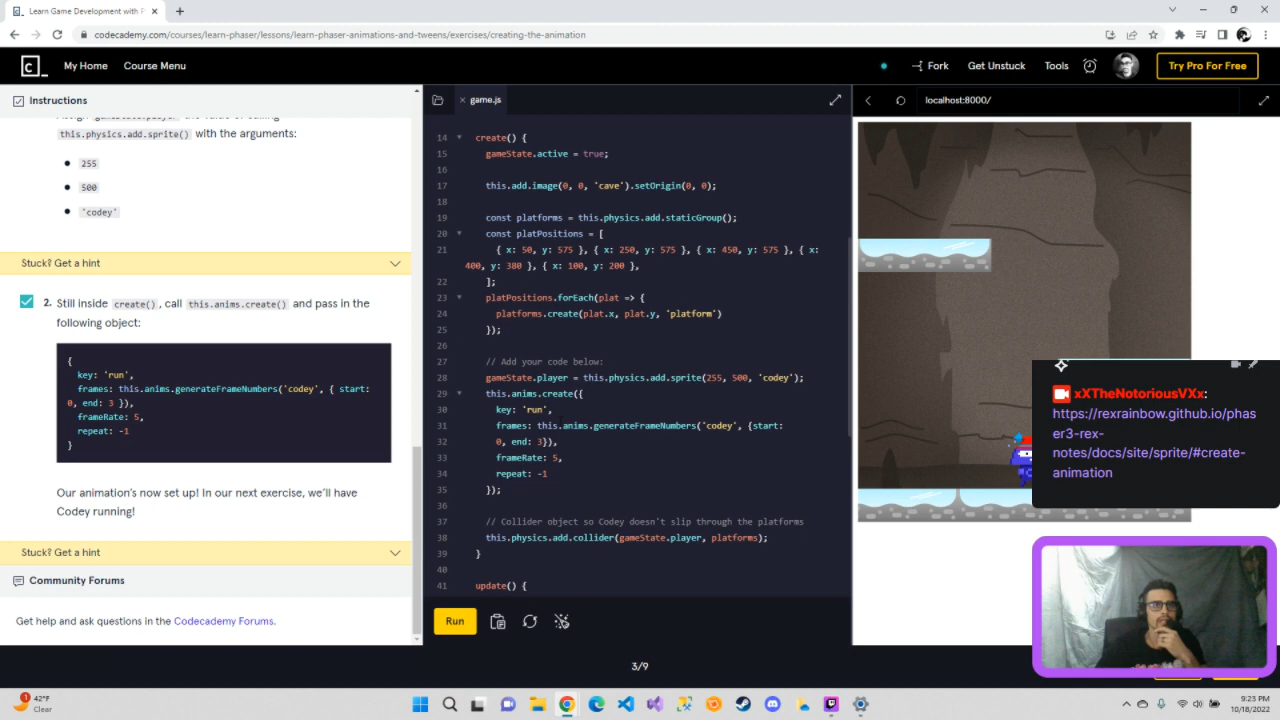 Learn Game Development with P
codecademy.com/courses/learn-phaser/lessons/learn-phaser-animations-and-tweens/exercises/creating-the-animation
My Home
Course Menu
Fork
Get Unstuck
Tools
Try Pro For Free
Instructions
this.physics.add.sprite() with the arguments:
255
500
"codey"
Stuck? Get a hint
2. Still inside create(), call this.anims.create() and pass in the
following object:
{
key: 'run',
frames: this.anims.generateFrameNumbers('codey', { start:
0, end: 3 }),
frameRate: 5,
repeat: -1
}
Our animation's now set up! In our next exercise, we'll have
Codey running!
Stuck? Get a hint
Community Forums
Get help and ask questions in the Codecademy Forums.
game.js
14 create() {
15 gameState.active = true;
16
17 this.add.image(0, 0, 'cave').setOrigin(0, 0);
18
19 const platforms = this.physics.add.staticGroup();
20 const platPositions = [
21 { x: 50, y: 575 }, { x: 250, y: 575 }, { x: 450, y: 575 }, { x:
400, y: 380 }, { x: 100, y: 200 },
22 ];
23 platPositions.forEach(plat => {
24 platforms.create(plat.x, plat.y, 'platform')
25 });
26
27 // Add your code below:
28 gameState.player = this.physics.add.sprite(255, 500, 'codey');
29 this.anims.create({
30 key: 'run',
31 frames: this.anims.generateFrameNumbers('codey', {start:
32 0, end: 3}),
33 frameRate: 5,
34 repeat: -1
35 });
36
37 // Collider object so Codey doesn't slip through the platforms
38 this.physics.add.collider(gameState.player, platforms);
39 }
40
41 update() {
Run
localhost:8000/
xXTheNotoriousVXx:
https://rexrainbow.github.io/phas
er3-rex-
notes/docs/site/sprite/#create-
animation
3/9
1
42°F
Clear
9:23 PM
10/18/2022